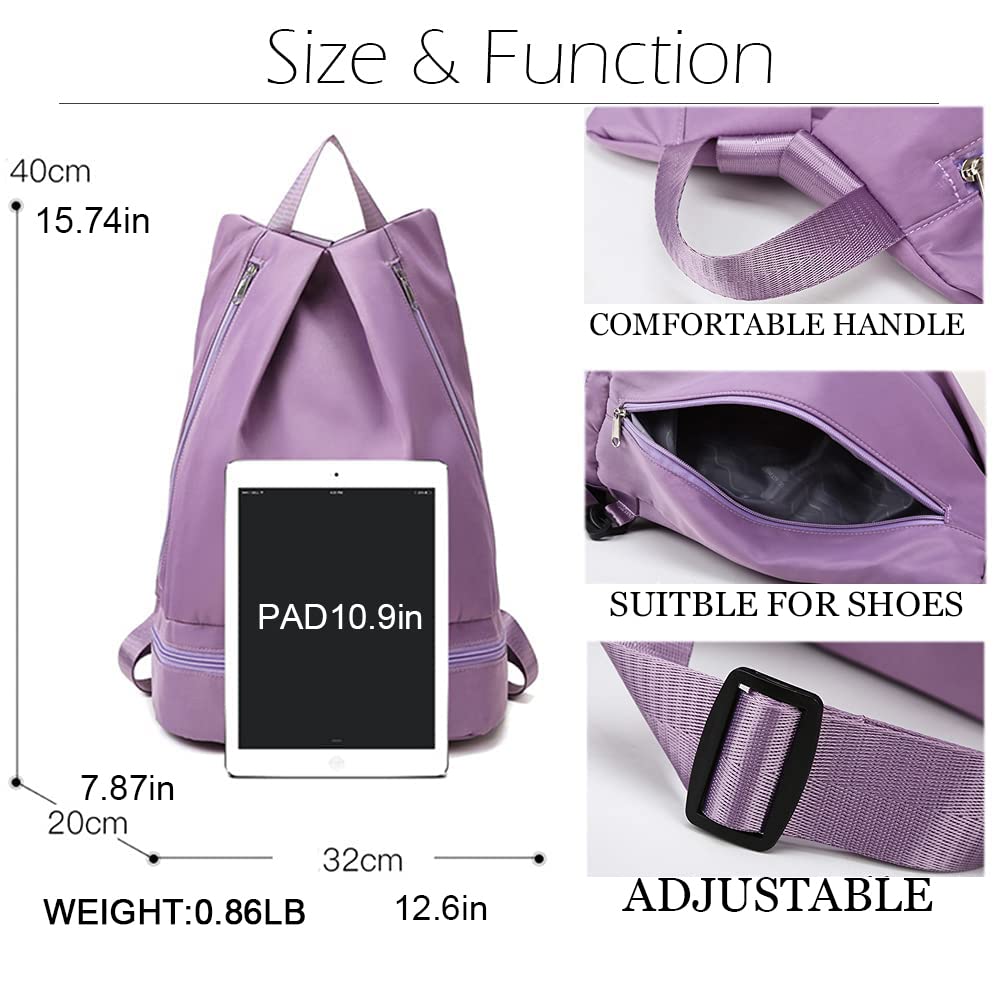 Size & Function
40cm
15.74in
PAD10.9in
7.87in
20cm
32cm
12.6in
WEIGHT:0.86LB
COMFORTABLE HANDLE
SUITBLE FOR SHOES
ADJUSTABLE